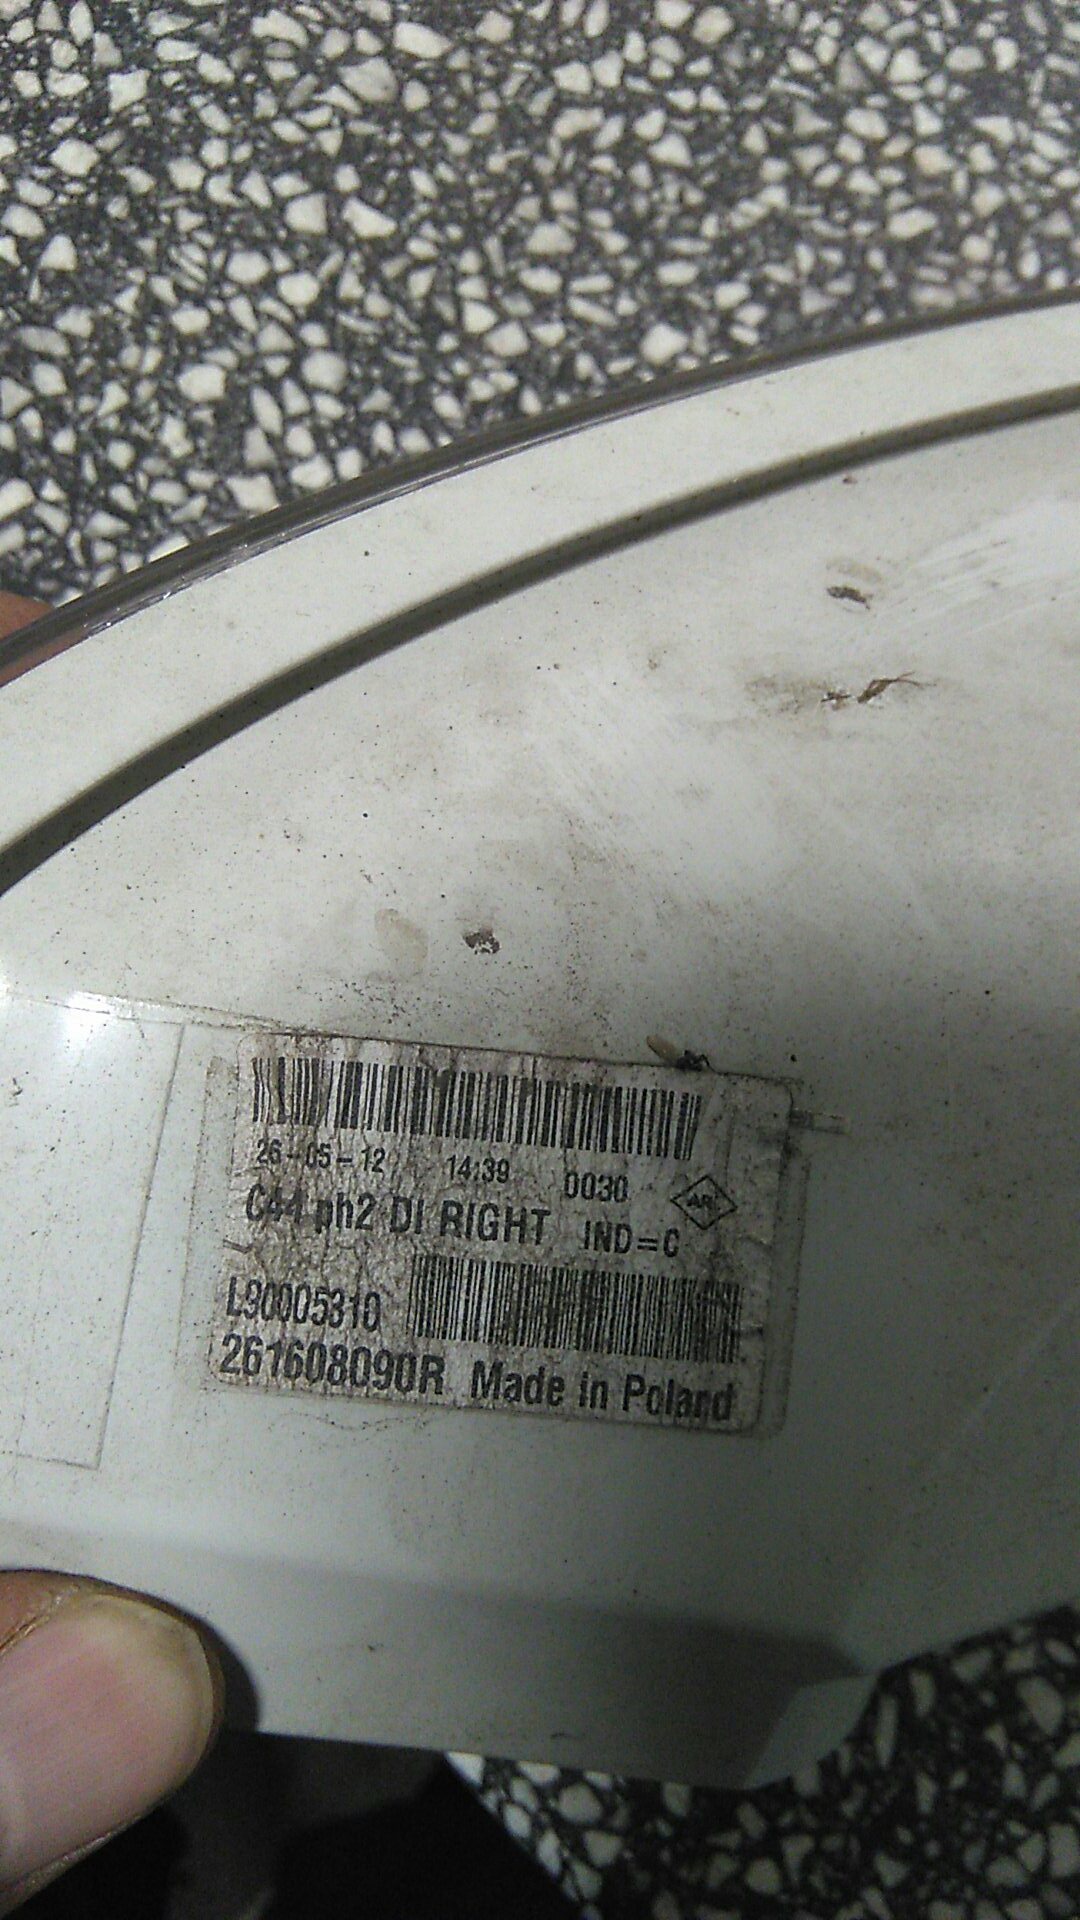 26-05-12 14:39 0030
C44 ph2 DI RIGHT IND=C
L90005310
261608090R Made in Poland